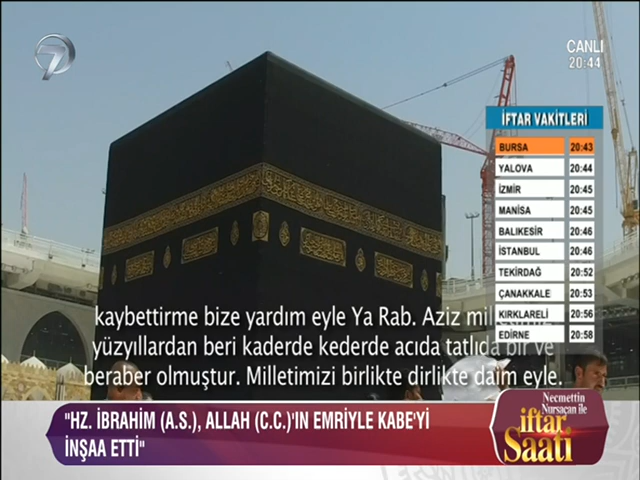 7
CANLI
20:44
İFTAR VAKİTLERİ
BURSA 20:43
YALOVA 20:44
İZMİR 20:45
MANİSA 20:45
BALIKESİR 20:46
İSTANBUL 20:46
TEKİRDAĞ 20:52
ÇANAKKALE 20:53
KIRKLARELİ 20:56
EDİRNE 20:58
kaybettirme bize yardım eyle Ya Rab. Aziz
yüzyıllardan beri kaderde kederde acıda tatlıda bir ve
beraber olmuştur. Milletimizi birlikte dirlikte daim eyle.
"HZ. İBRAHİM (A.S.), ALLAH (C.C.)'IN EMRİYLE KABE'Yİ
İNŞAA ETTİ"
Necmettin
Nursaçan ile
iftar
Saati